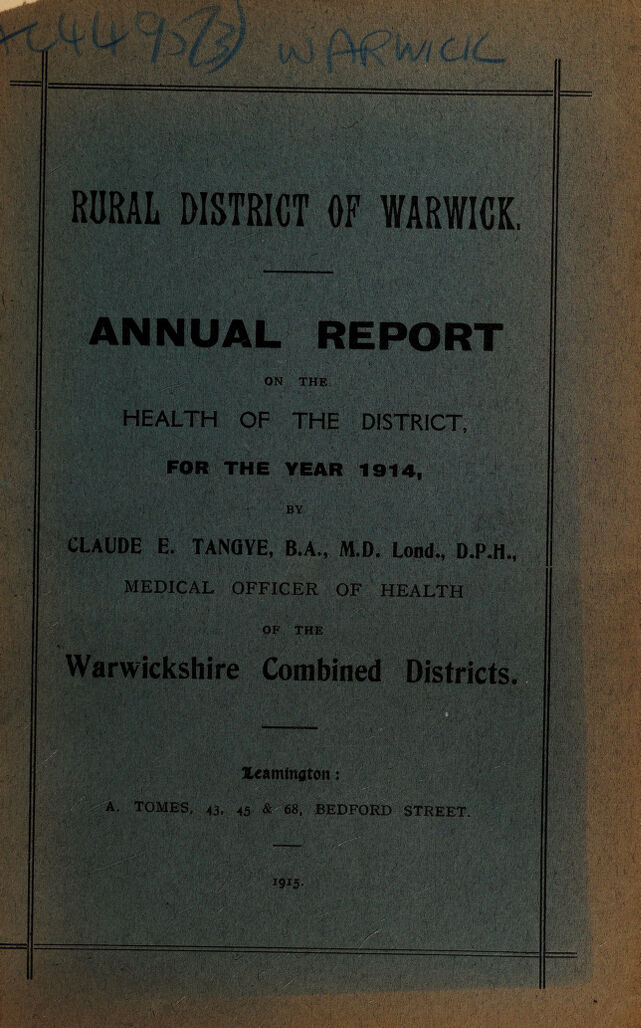 AC4495(3) WARWICK
RURAL DISTRICT OF WARWICK.
ANNUAL REPORT
ON THE
HEALTH OF THE DISTRICT,
FOR THE YEAR 1914,
BY
CLAUDE E. TANGYE, B.A., M.D. Lond., D.P.H.,
MEDICAL OFFICER OF HEALTH
OF THE
Warwickshire Combined Districts.
Leamington:
A. TOMES, 43, 45 & 68, BEDFORD STREET.
1915.